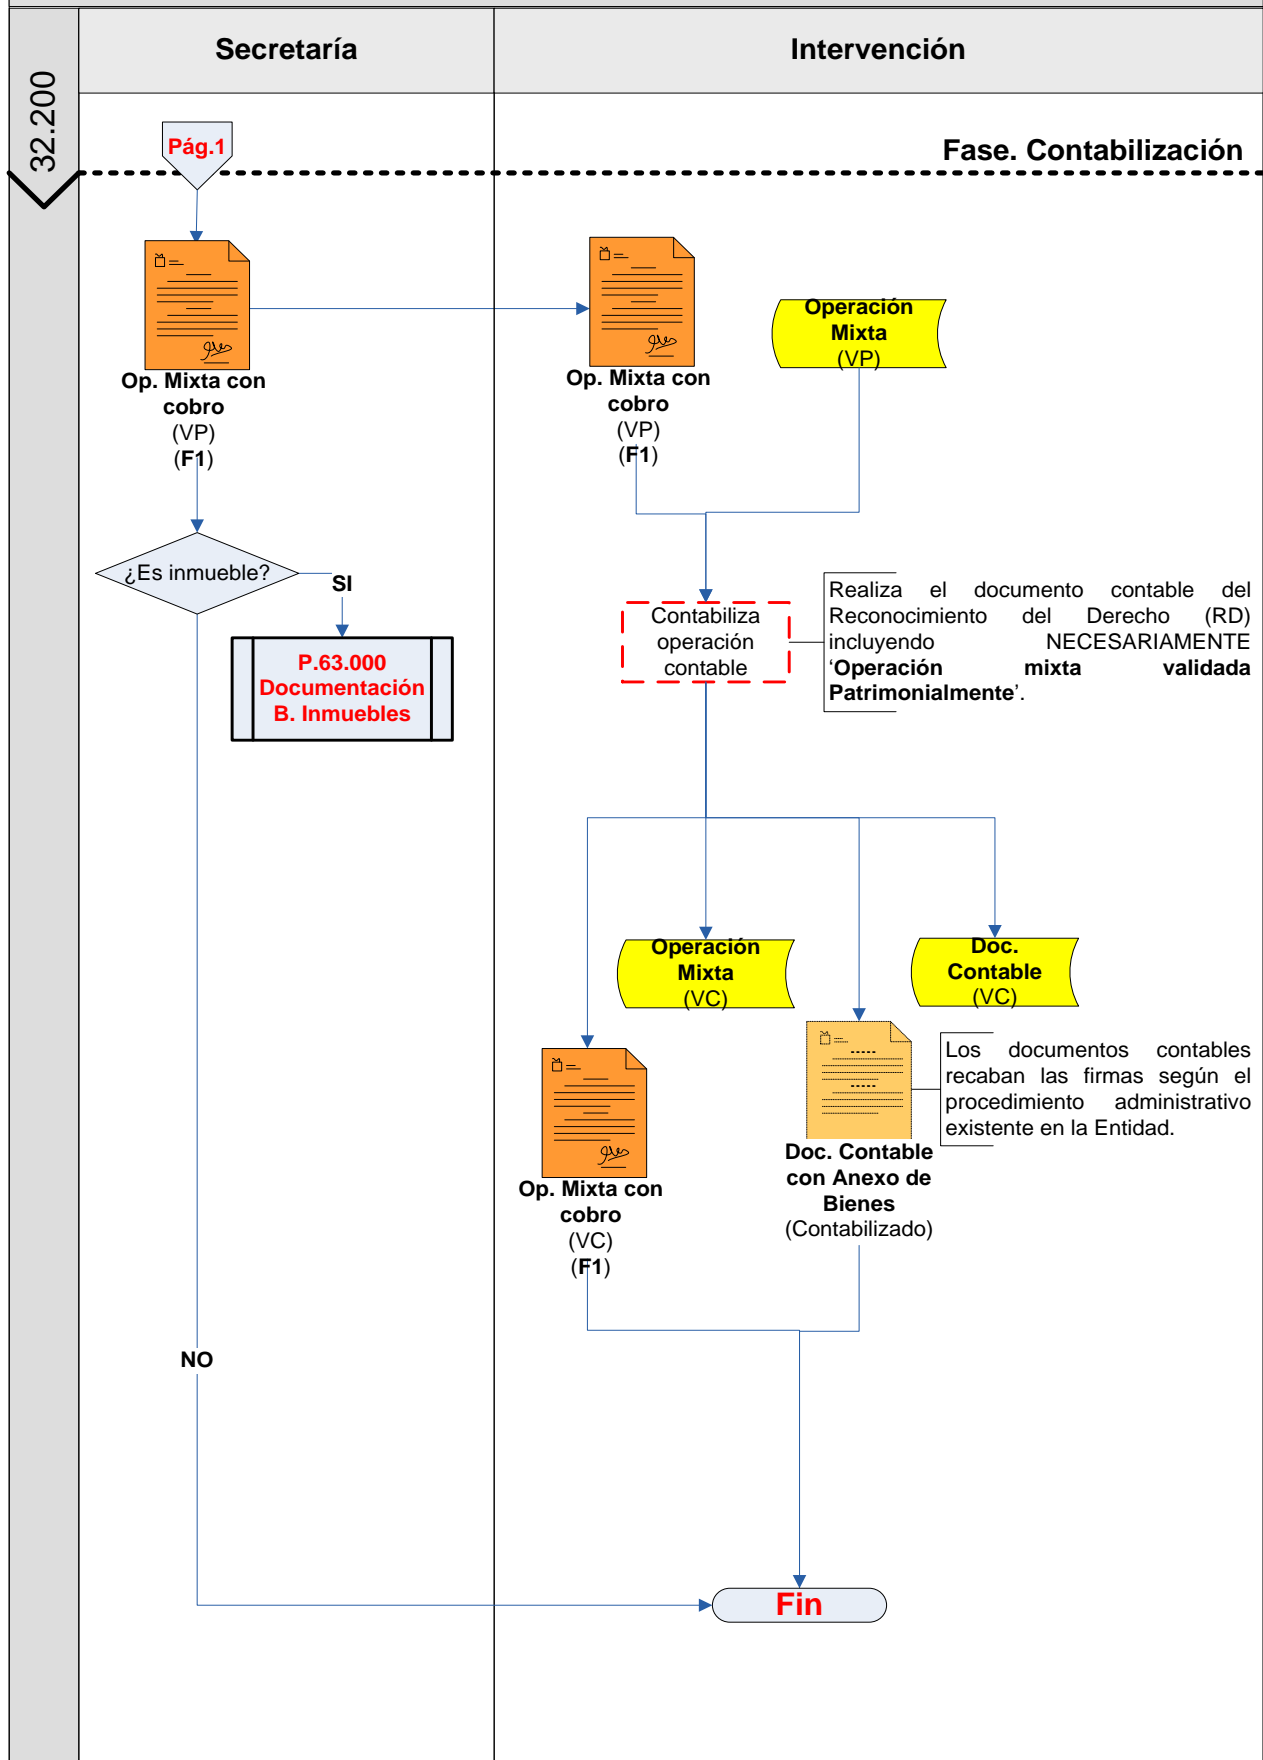 Secretaría
Intervención
32.200
Pág.1
Fase. Contabilización
Op. Mixta con
cobro
(VP)
(F1)
Op. Mixta con
cobro
(VP)
(F1)
Operación
Mixta
(VP)
¿Es inmueble?
SI
P.63.000
Documentación
B. Inmuebles
Contabiliza
operación
contable
Realiza el documento contable del
Reconocimiento del Derecho (RD)
incluyendo NECESARIAMENTE
‘Operación mixta validada
Patrimonialmente’.
Operación
Mixta
(VC)
Doc.
Contable
(VC)
Los documentos contables
recaban las firmas según el
procedimiento administrativo
existente en la Entidad.
Op. Mixta con
cobro
(VC)
(F1)
Doc. Contable
con Anexo de
Bienes
(Contabilizado)
NO
Fin